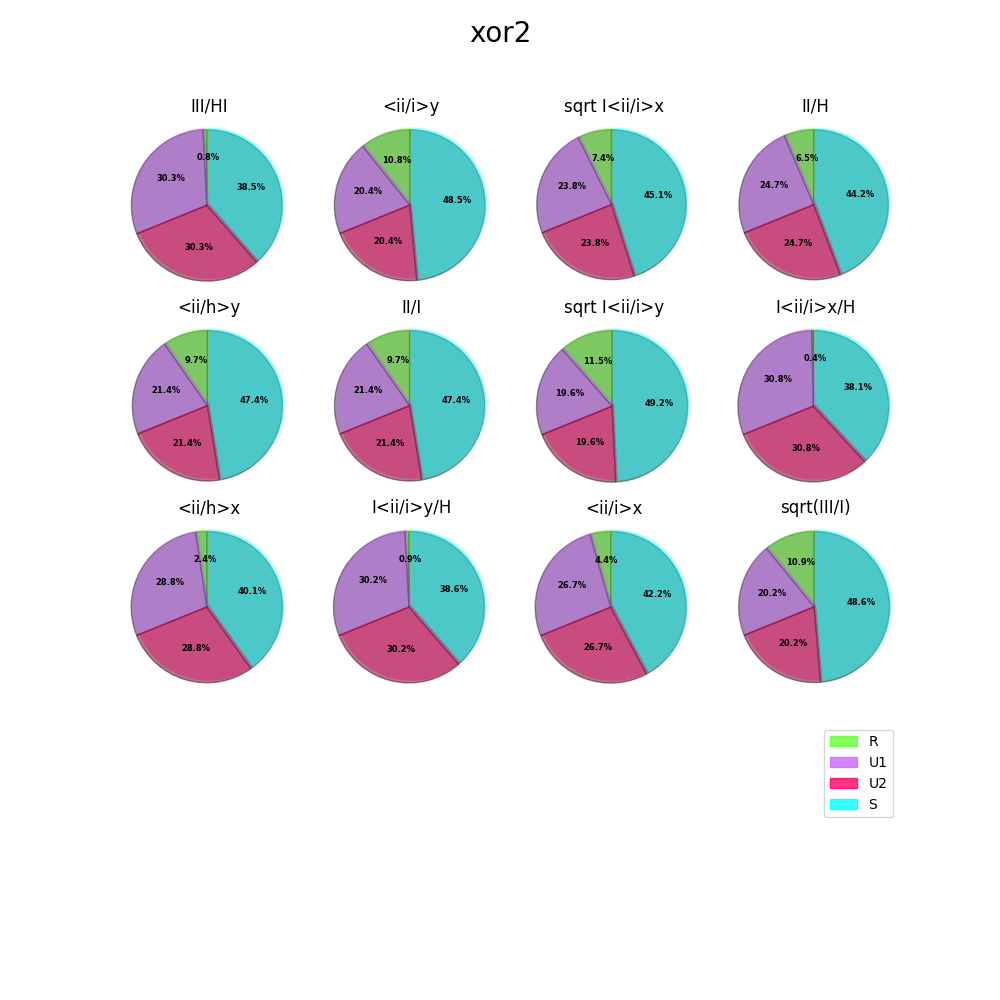 xor2
III/HI
<ii/i>y
sqrt I<ii/i>x
II/H
0.8%
30.3%
38.5%
30.3%
10.8%
20.4%
48.5%
20.4%
7.4%
23.8%
45.1%
23.8%
6.5%
24.7%
44.2%
24.7%
<ii/h>y
II/I
sqrt I<ii/i>y
I<ii/i>x/H
9.7%
21.4%
47.4%
21.4%
9.7%
21.4%
47.4%
21.4%
11.5%
19.6%
49.2%
19.6%
0.4%
30.8%
38.1%
30.8%
<ii/h>x
I<ii/i>y/H
<ii/i>x
sqrt(III/I)
2.4%
28.8%
40.1%
28.8%
0.9%
30.2%
38.6%
30.2%
4.4%
26.7%
42.2%
26.7%
10.9%
20.2%
48.6%
20.2%
R
U1
U2
S